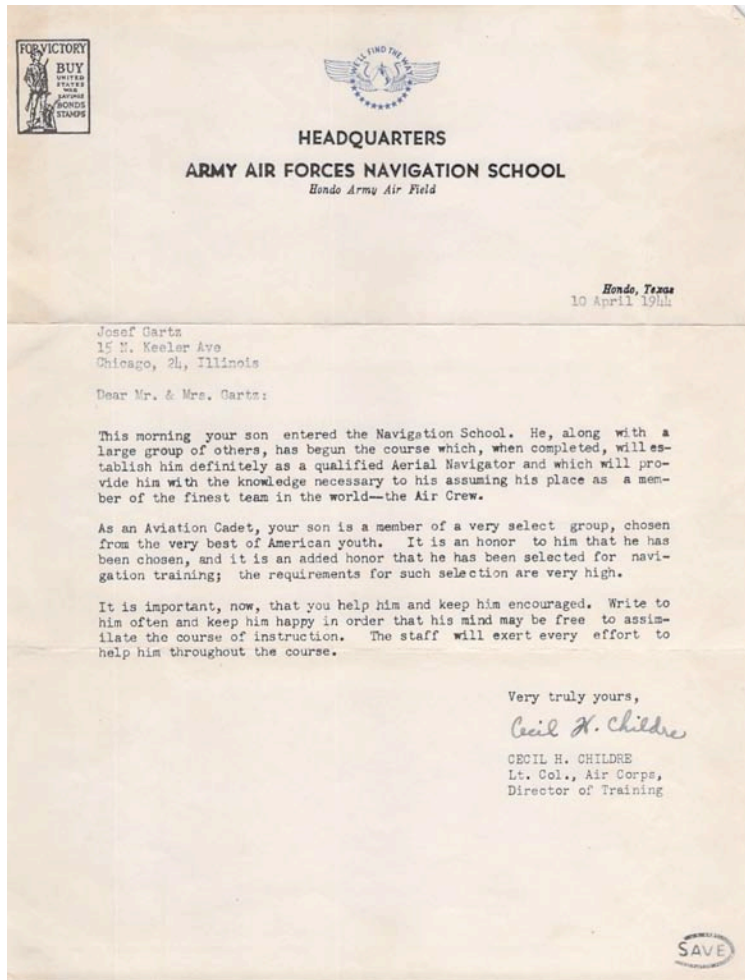 FOR VICTORY
BUY
UNITED
STATES
WAR
SAVINGS
BONDS
STAMPS
WE'LL FIND THE WAY
HEADQUARTERS
ARMY AIR FORCES NAVIGATION SCHOOL
Hondo Army Air Field
Hondo, Texas
10 April 1944
Josef Gartz
15 N. Keeler Ave
Chicago, 24, Illinois
Dear Mr. & Mrs. Gartz:
This morning your son entered the Navigation School. He, along with a
large group of others, has begun the course which, when completed, will es-
tablish him definitely as a qualified Aerial Navigator and which will pro-
vide him with the knowledge necessary to his assuming his place as a mem-
ber of the finest team in the world—the Air Crew.
As an Aviation Cadet, your son is a member of a very select group, chosen
from the very best of American youth. It is an honor to him that he has
been chosen, and it is an added honor that he has been selected for navi-
gation training; the requirements for such selection are very high.
It is important, now, that you help him and keep him encouraged. Write to
him often and keep him happy in order that his mind may be free to assim-
ilate the course of instruction. The staff will exert every effort to
help him throughout the course.
Very truly yours,
Cecil H. Childre
CECIL H. CHILDRE
Lt. Col., Air Corps,
Director of Training
SAVE